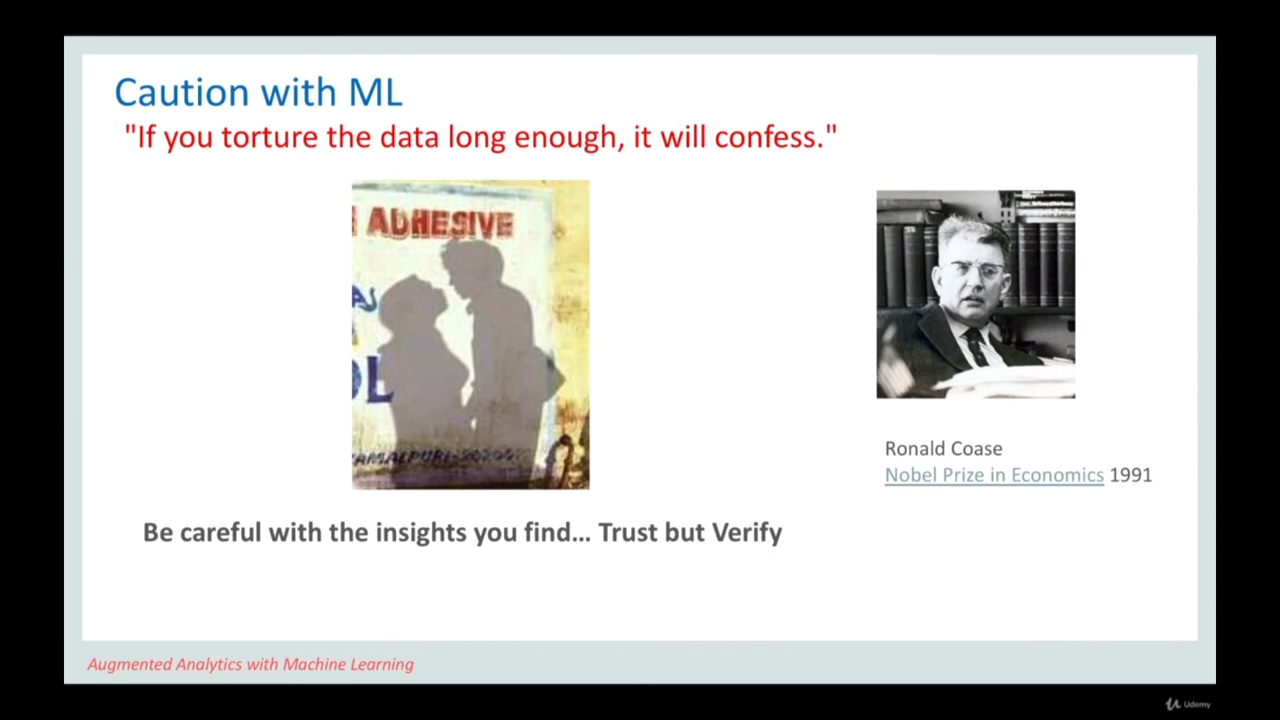 Caution with ML
"If you torture the data long enough, it will confess."
ADHESIVE
Ronald Coase
Nobel Prize in Economics 1991
Be careful with the insights you find... Trust but Verify
Augmented Analytics with Machine Learning
Udemy